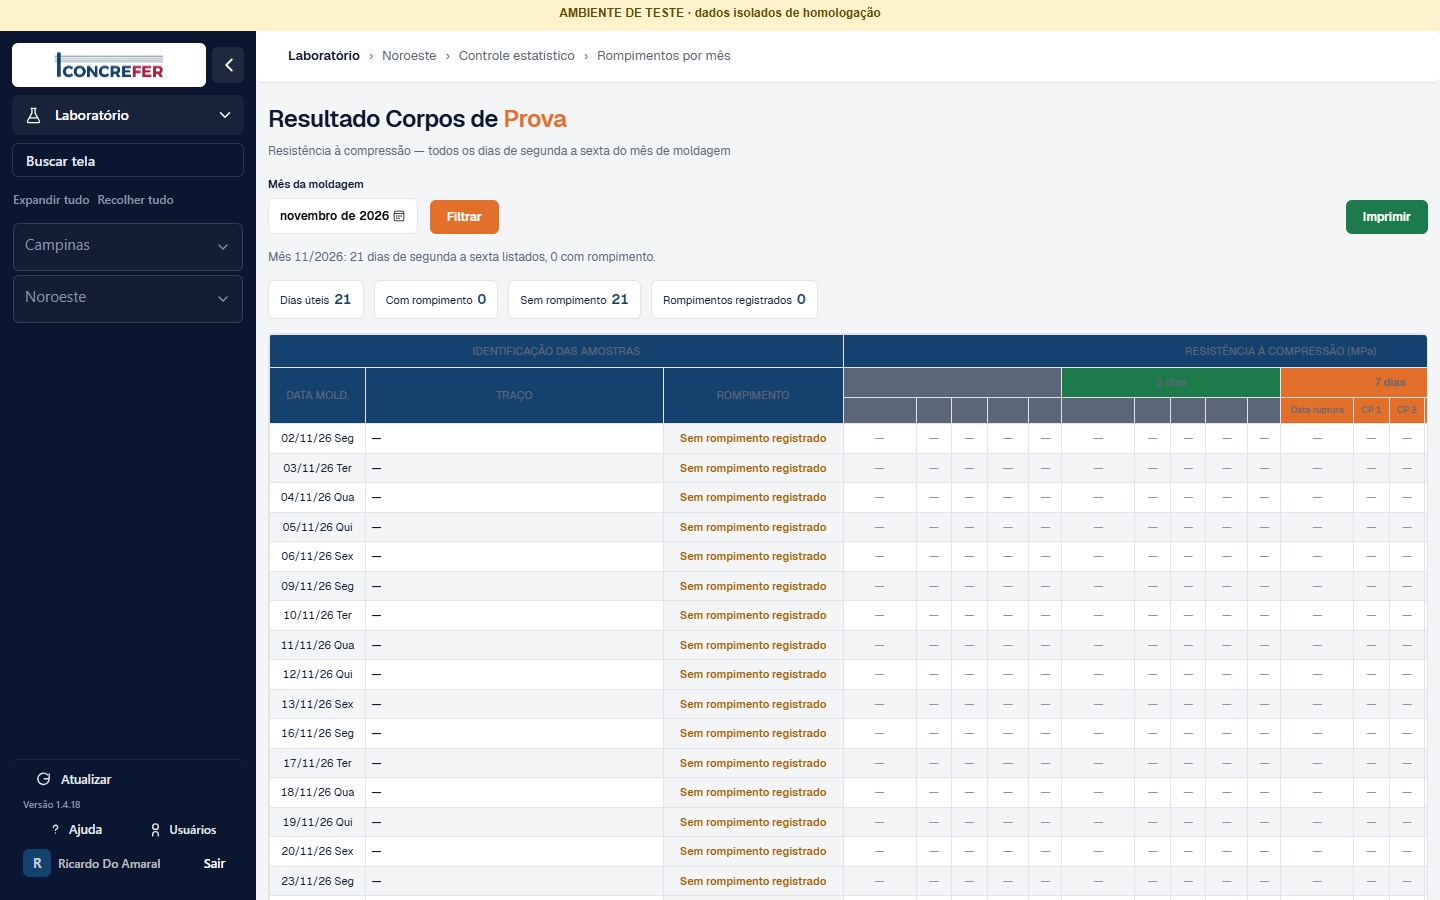 AMBIENTE DE TESTE · dados isolados de homologação
CONCREFER
Laboratório
Buscar tela
Expandir tudo Recolher tudo
Campinas
Noroeste
Atualizar
Versão 1.4.18
? Ajuda Usuários
R Ricardo Do Amaral Sair
Laboratório › Noroeste › Controle estatístico › Rompimentos por mês
Resultado Corpos de Prova
Resistência à compressão — todos os dias de segunda a sexta do mês de moldagem
Mês da moldagem
novembro de 2026 Filtrar Imprimir
Mês 11/2026: 21 dias de segunda a sexta listados, 0 com rompimento.
Dias úteis 21 Com rompimento 0 Sem rompimento 21 Rompimentos registrados 0
IDENTIFICAÇÃO DAS AMOSTRAS RESISTÊNCIA À COMPRESSÃO (MPa)
DATA MOLD. TRAÇO ROMPIMENTO 3 dias 7 dias
Data ruptura CP 1 CP 2
02/11/26 Seg — Sem rompimento registrado — — — — — — — — — — — — —
03/11/26 Ter — Sem rompimento registrado — — — — — — — — — — — — —
04/11/26 Qua — Sem rompimento registrado — — — — — — — — — — — — —
05/11/26 Qui — Sem rompimento registrado — — — — — — — — — — — — —
06/11/26 Sex — Sem rompimento registrado — — — — — — — — — — — — —
09/11/26 Seg — Sem rompimento registrado — — — — — — — — — — — — —
10/11/26 Ter — Sem rompimento registrado — — — — — — — — — — — — —
11/11/26 Qua — Sem rompimento registrado — — — — — — — — — — — — —
12/11/26 Qui — Sem rompimento registrado — — — — — — — — — — — — —
13/11/26 Sex — Sem rompimento registrado — — — — — — — — — — — — —
16/11/26 Seg — Sem rompimento registrado — — — — — — — — — — — — —
17/11/26 Ter — Sem rompimento registrado — — — — — — — — — — — — —
18/11/26 Qua — Sem rompimento registrado — — — — — — — — — — — — —
19/11/26 Qui — Sem rompimento registrado — — — — — — — — — — — — —
20/11/26 Sex — Sem rompimento registrado — — — — — — — — — — — — —
23/11/26 Seg — Sem rompimento registrado — — — — — — — — — — — — —